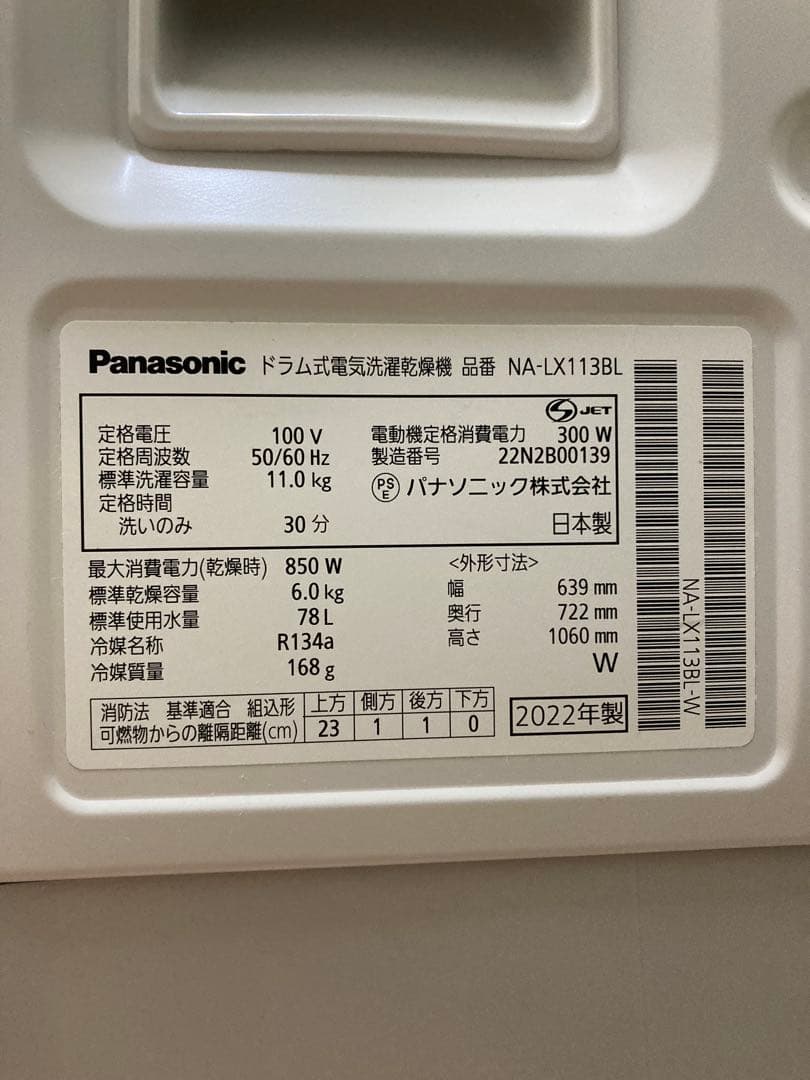 Panasonic ドラム式電気洗濯乾燥機 品番 NA-LX113BL
JET
定格電圧 100 V 電動機定格消費電力 300 W
定格周波数 50/60 Hz 製造番号 22N2B00139
標準洗濯容量 11.0 kg PSE パナソニック株式会社
定格時間
洗いのみ 30 分 日本製
最大消費電力(乾燥時) 850 W <外形寸法>
標準乾燥容量 6.0 kg 幅 639 mm
標準使用水量 78 L 奥行 722 mm
冷媒名称 R134a 高さ 1060 mm
冷媒質量 168 g W
消防法 基準適合 組込形 上方 側方 後方 下方
可燃物からの離隔距離(cm) 23 1 1 0
2022年製
NA-LX113BL-W